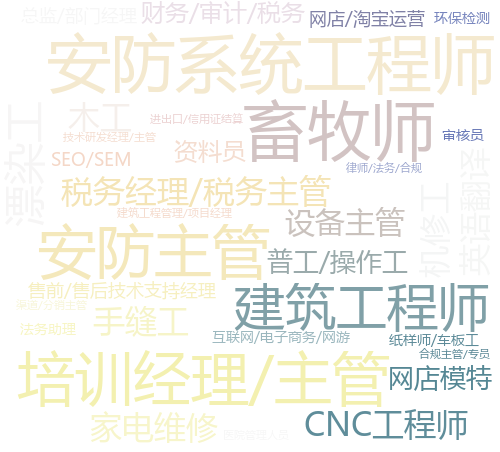 总监/部门经理
财务/审计/税务
网店/淘宝运营
环保检测
安防系统工程师
漂染工
木工
进出口/信用证结算
畜牧师
审核员
技术研发经理/主管
SEO/SEM
资料员
律师/法务/合规
英语翻译
税务经理/税务主管
机修工
建筑工程管理/项目经理
设备主管
安防主管
普工/操作工
售前/售后技术支持经理
建筑工程师
法务助理
手缝工
互联网/电子商务/网游
纸样师/车板工
合规主管/专员
培训经理/主管
网店模特
家电维修
CNC工程师